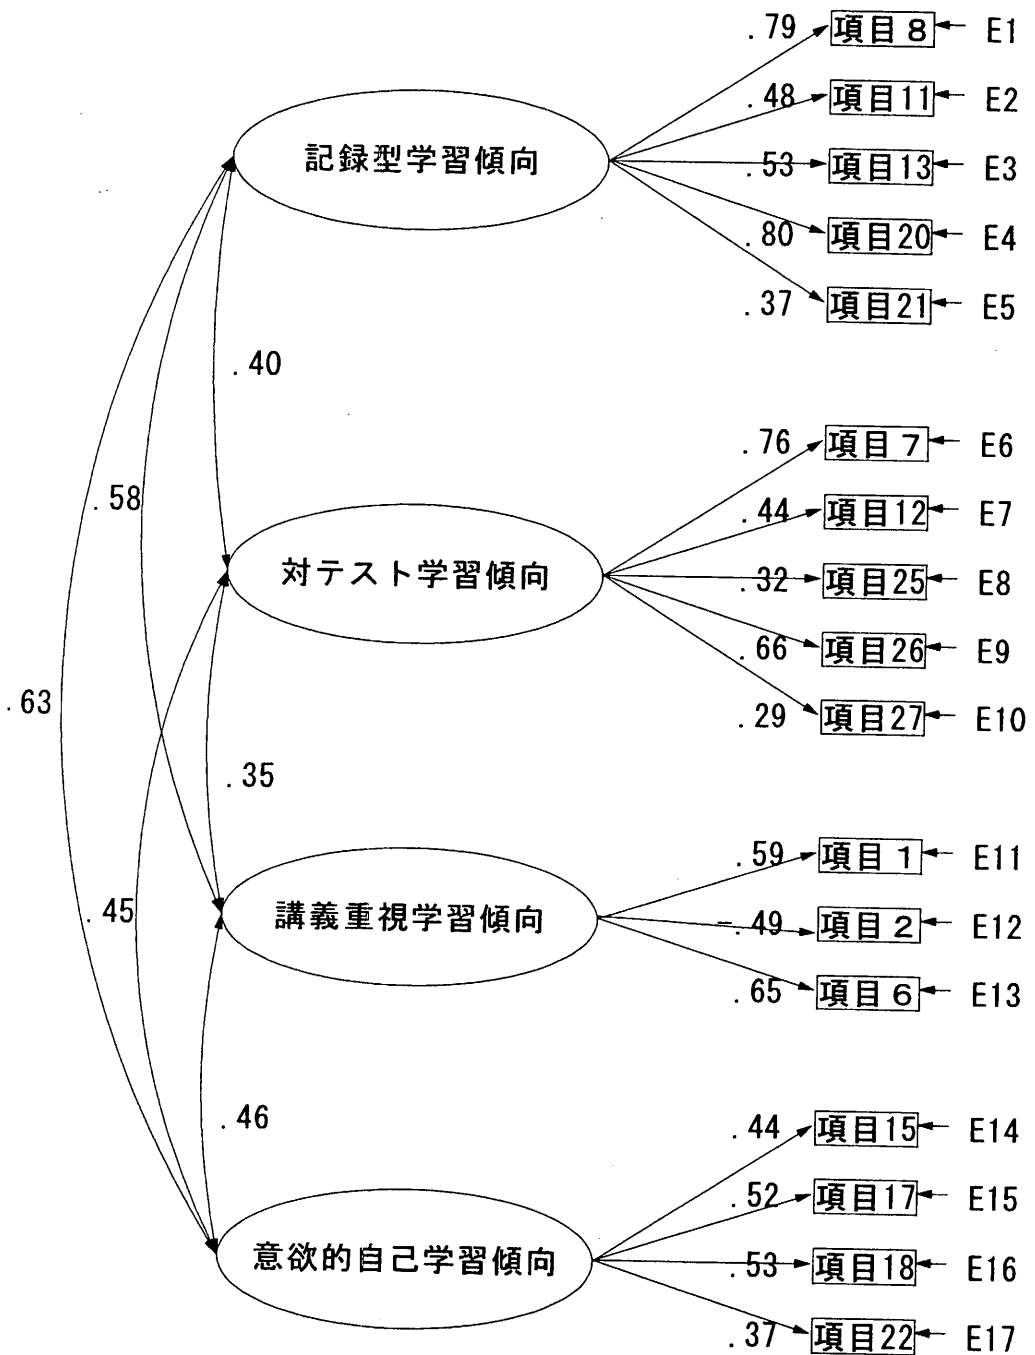 .79 項目8 E1
.48 項目11 E2
記録型学習傾向
.53 項目13 E3
.80 項目20 E4
.37 項目21 E5
.40
.76 項目7 E6
.58
.44 項目12 E7
対テスト学習傾向
.32 項目25 E8
.66 項目26 E9
.63
.29 項目27 E10
.35
.59 項目1 E11
.45
講義重視学習傾向
-.49 項目2 E12
.65 項目6 E13
.46
.44 項目15 E14
.52 項目17 E15
意欲的自己学習傾向
.53 項目18 E16
.37 項目22 E17